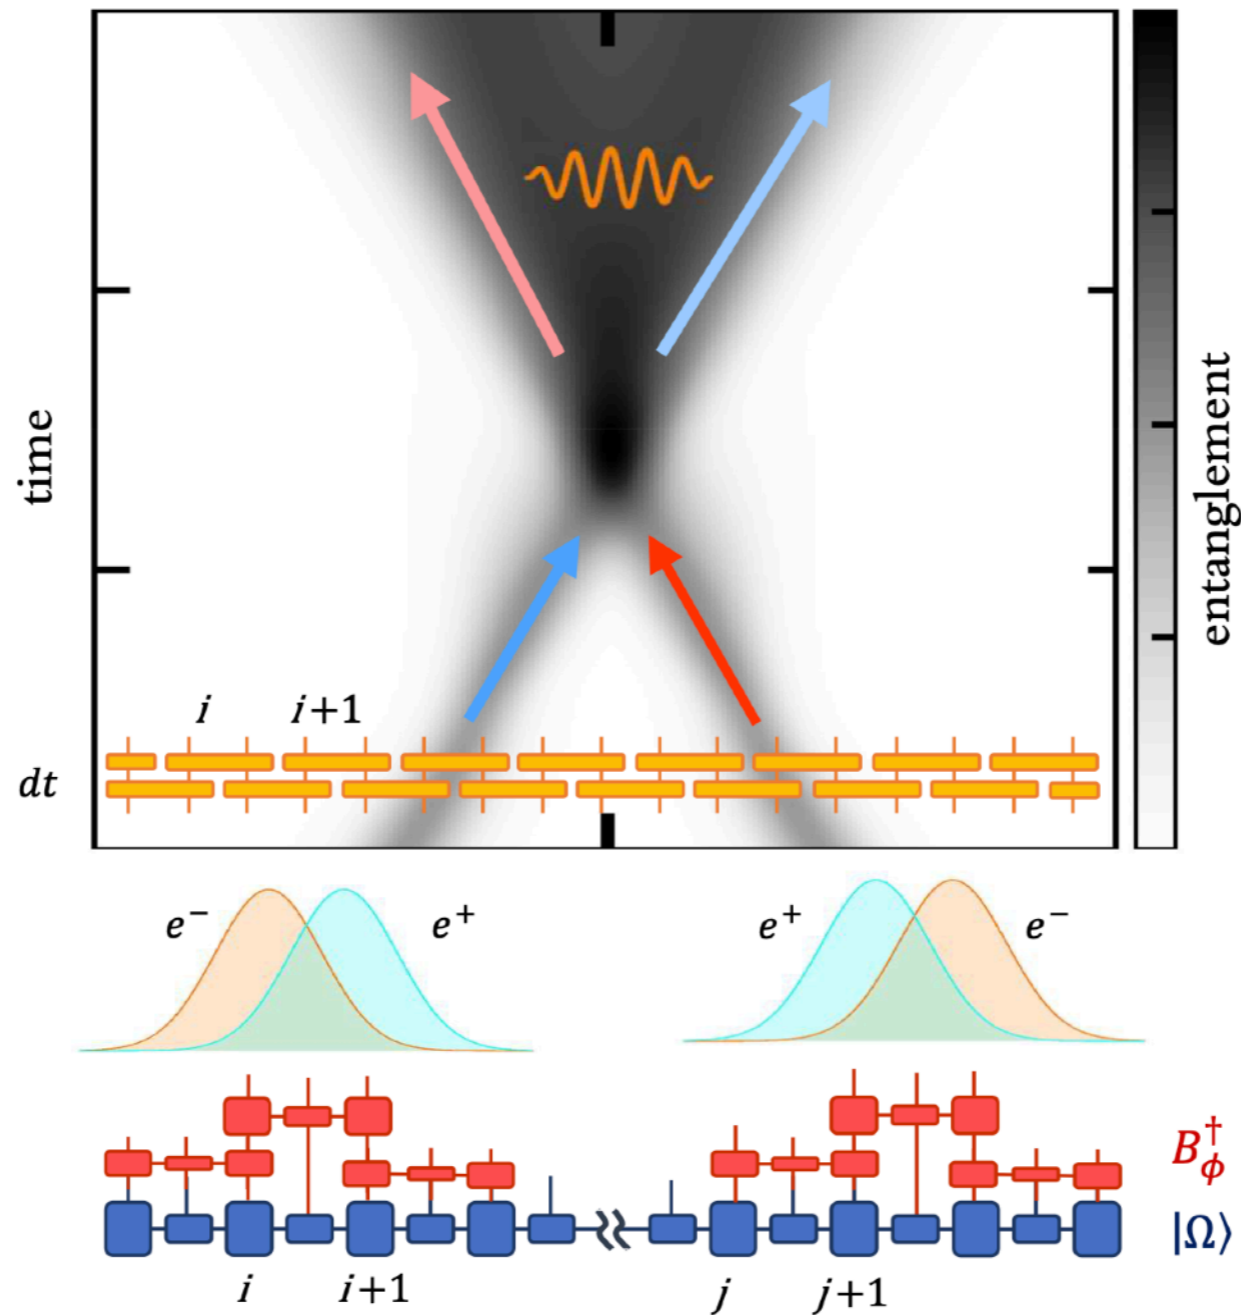 time
entanglement
i i+1
dt
e⁻ e⁺ e⁺ e⁻
B†ϕ
|Ω⟩
i i+1 j j+1